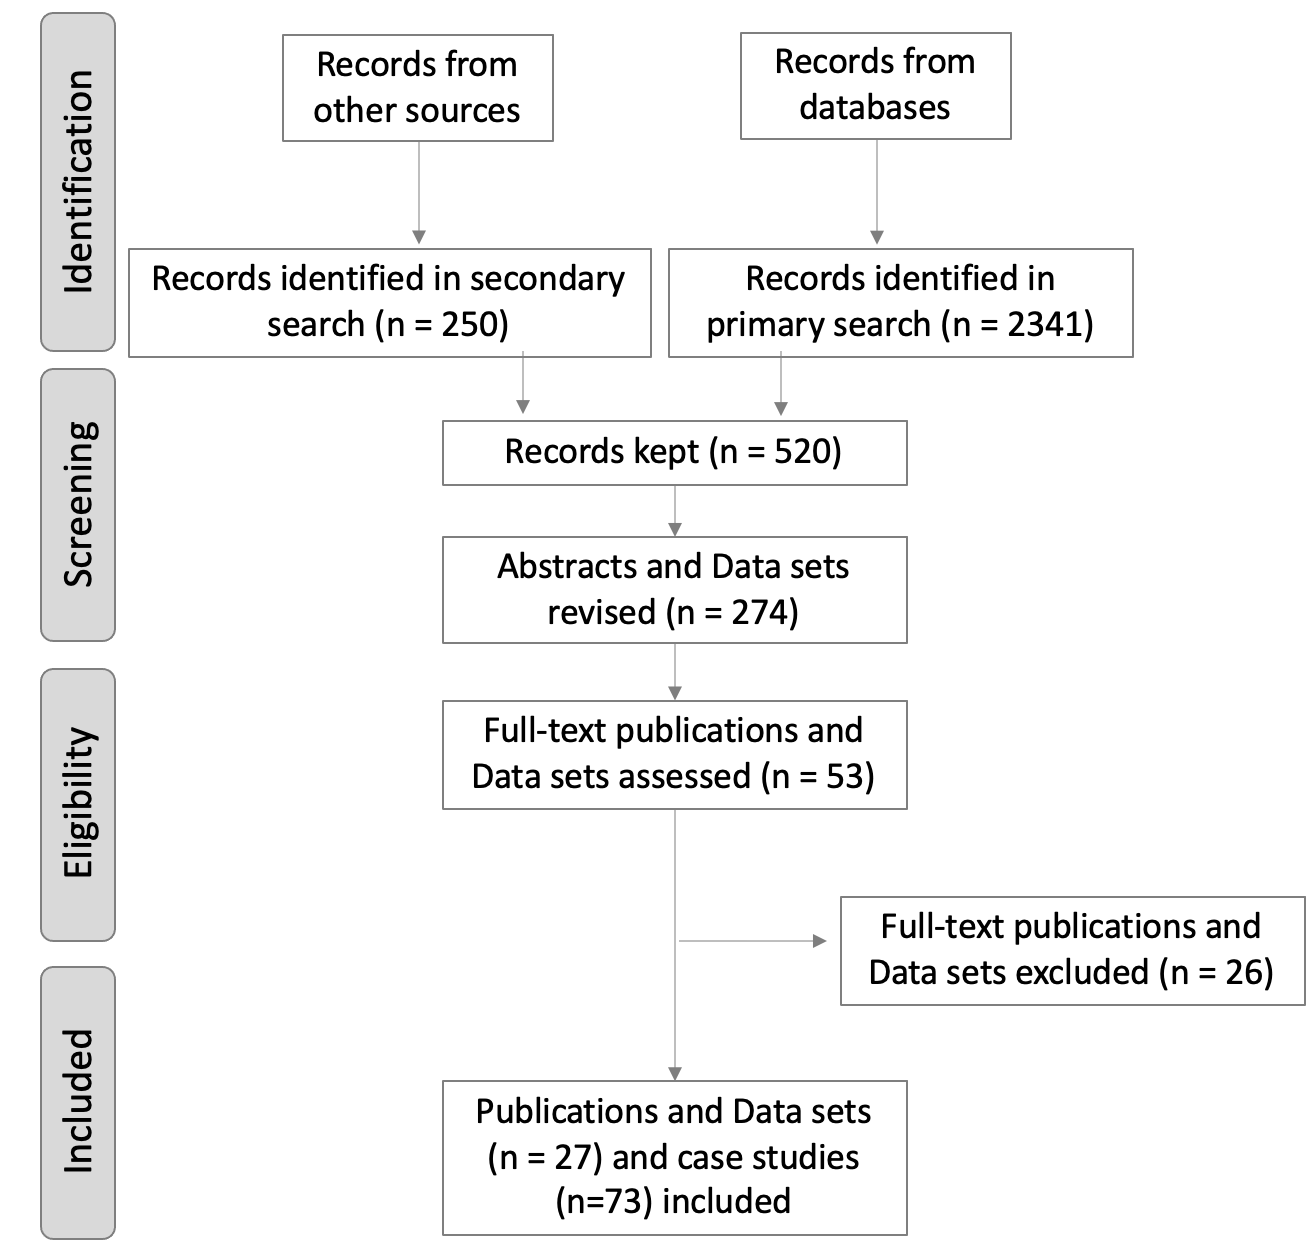 Identification
Records from
other sources
Records from
databases
Records identified in secondary
search (n = 250)
Records identified in
primary search (n = 2341)
Screening
Records kept (n = 520)
Abstracts and Data sets
revised (n = 274)
Eligibility
Full-text publications and
Data sets assessed (n = 53)
Full-text publications and
Data sets excluded (n = 26)
Included
Publications and Data sets
(n = 27) and case studies
(n=73) included